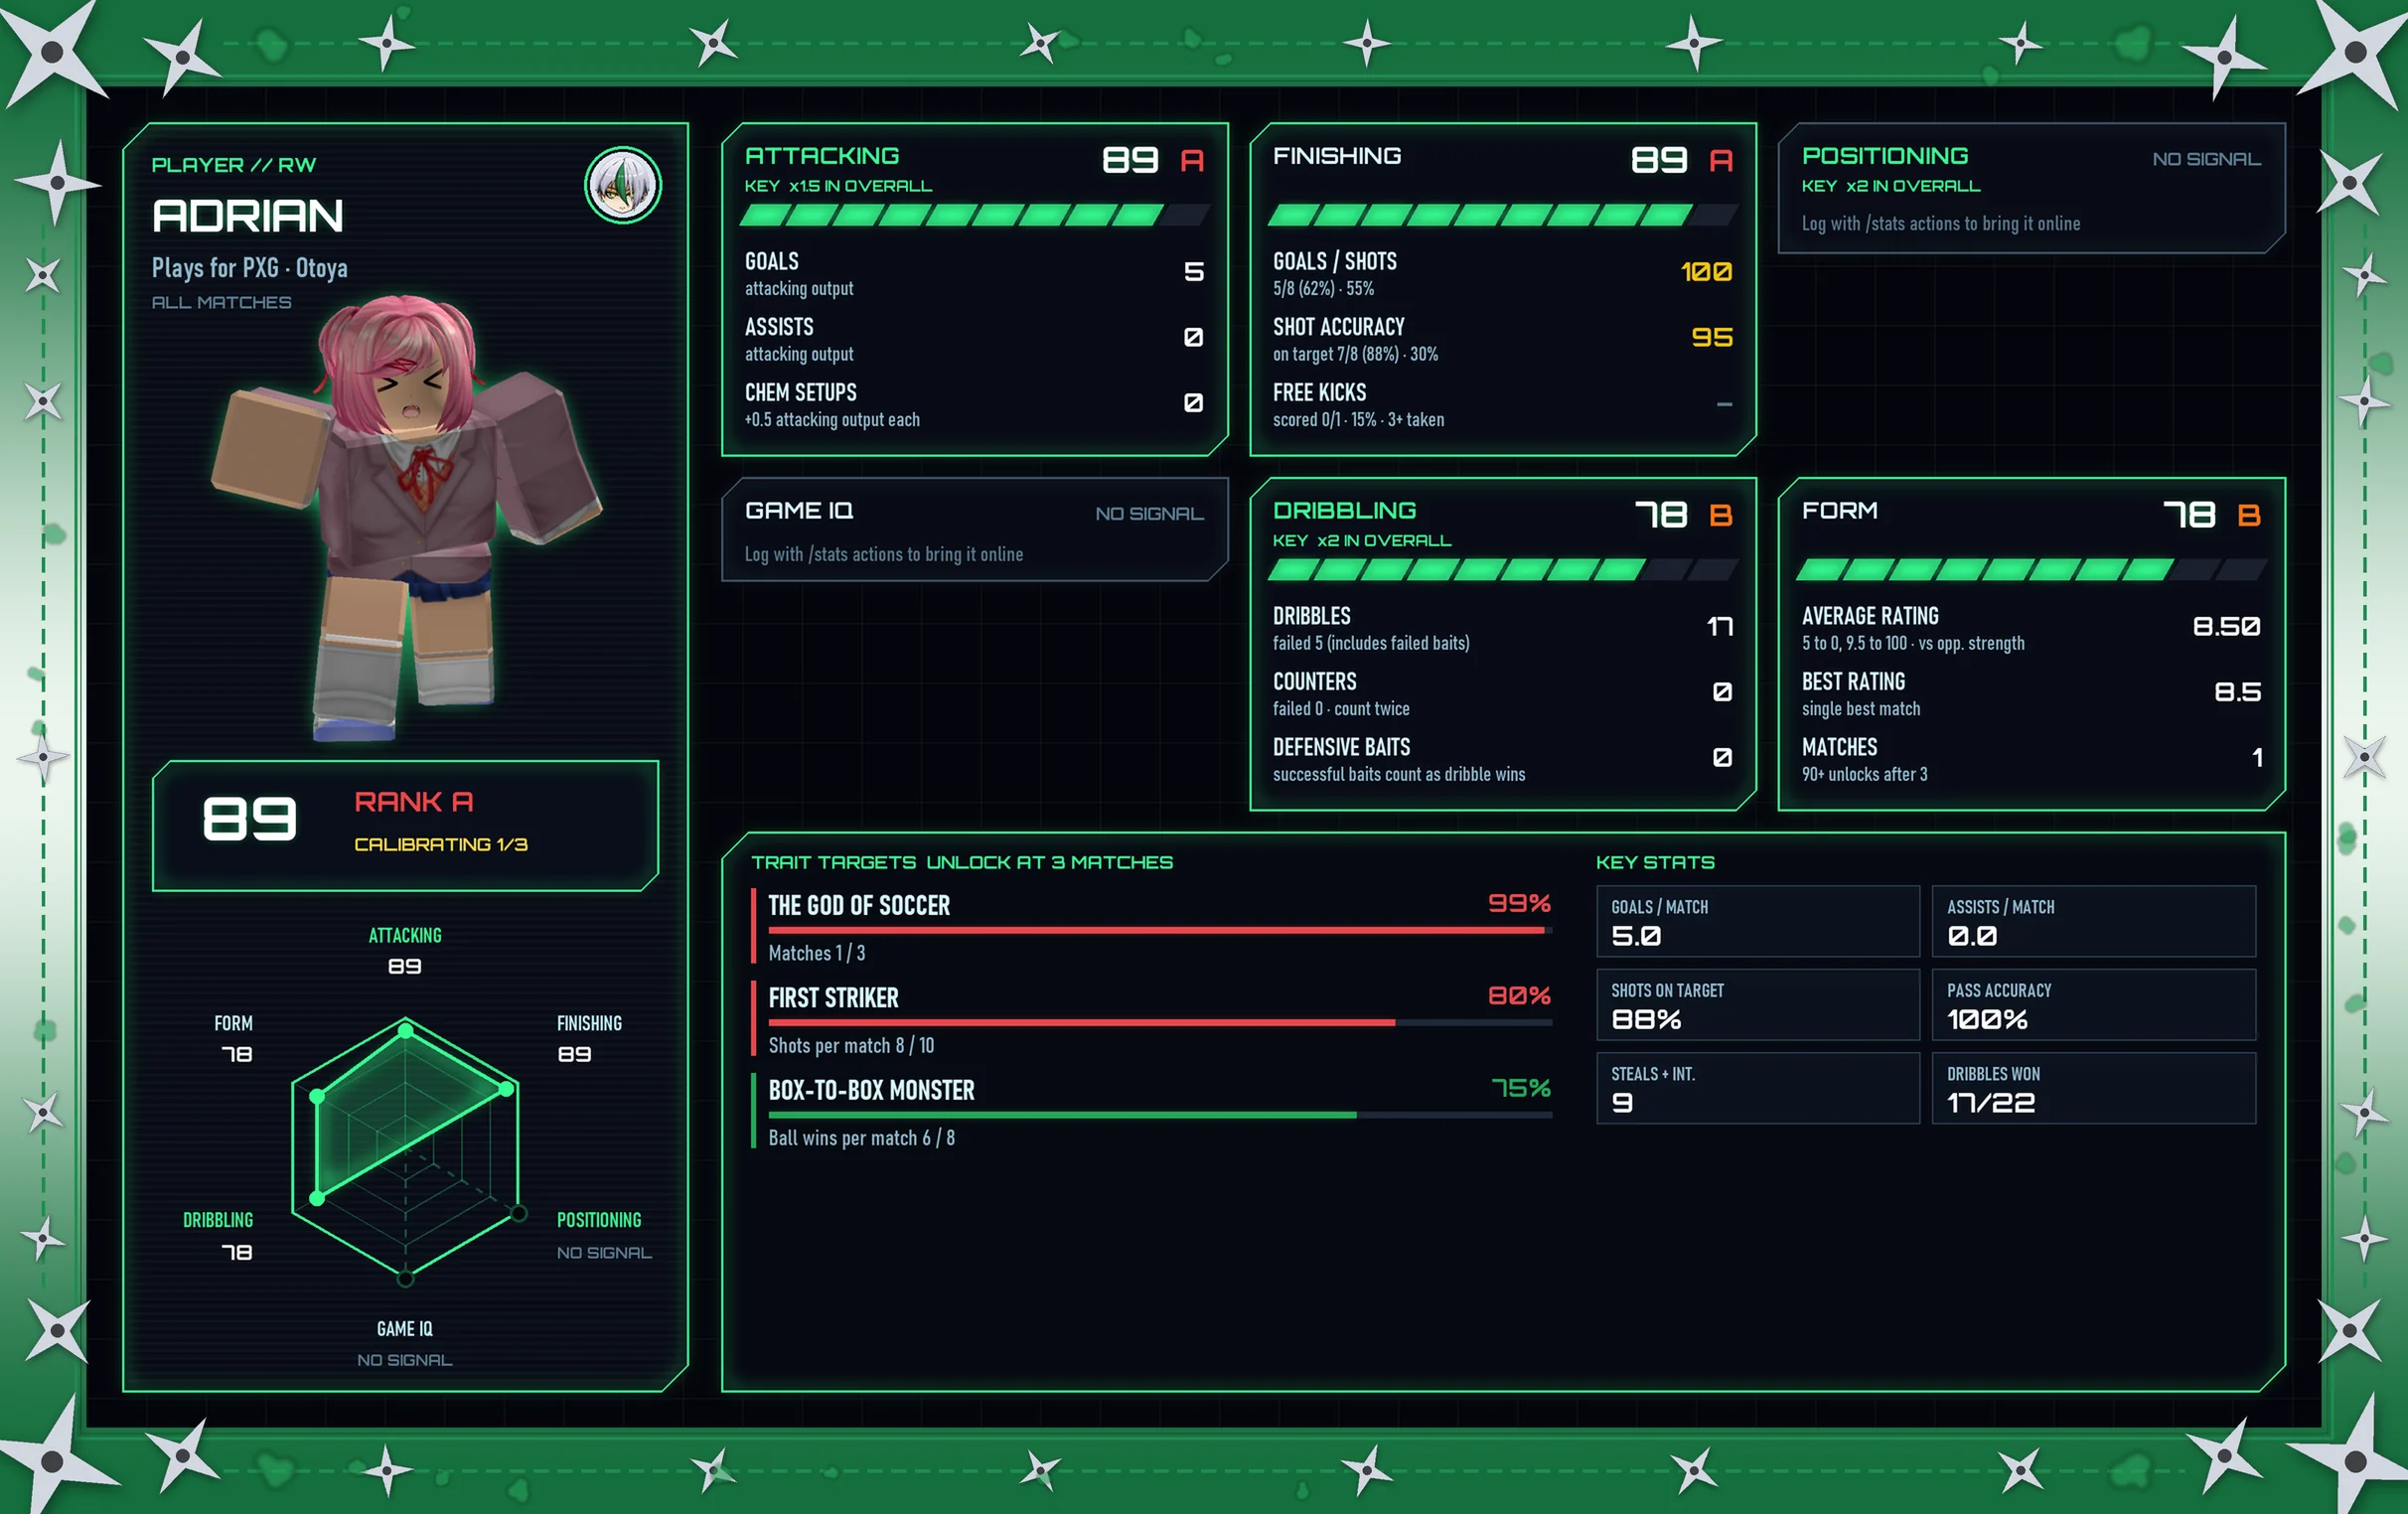 PLAYER // RW
ADRIAN
Plays for PXG · Otoya
ALL MATCHES
89
RANK A
CALIBRATING 1/3
ATTACKING
89
FORM
78
FINISHING
89
DRIBBLING
78
POSITIONING
NO SIGNAL
GAME IQ
NO SIGNAL
ATTACKING 89 A
KEY x1.5 IN OVERALL
GOALS
attacking output
5
ASSISTS
attacking output
0
CHEM SETUPS
+0.5 attacking output each
0
FINISHING 89 A
GOALS / SHOTS
5/8 (62%) · 55%
100
SHOT ACCURACY
on target 7/8 (88%) · 30%
95
FREE KICKS
scored 0/1 · 15% · 3+ taken
–
POSITIONING NO SIGNAL
KEY x2 IN OVERALL
Log with /stats actions to bring it online
GAME IQ NO SIGNAL
Log with /stats actions to bring it online
DRIBBLING 78 B
KEY x2 IN OVERALL
DRIBBLES
failed 5 (includes failed baits)
17
COUNTERS
failed 0 · count twice
0
DEFENSIVE BAITS
successful baits count as dribble wins
0
FORM 78 B
AVERAGE RATING
5 to 0, 9.5 to 100 · vs opp. strength
8.50
BEST RATING
single best match
8.5
MATCHES
90+ unlocks after 3
1
TRAIT TARGETS UNLOCK AT 3 MATCHES
THE GOD OF SOCCER 99%
Matches 1 / 3
FIRST STRIKER 80%
Shots per match 8 / 10
BOX-TO-BOX MONSTER 75%
Ball wins per match 6 / 8
KEY STATS
GOALS / MATCH
5.0
ASSISTS / MATCH
0.0
SHOTS ON TARGET
88%
PASS ACCURACY
100%
STEALS + INT.
9
DRIBBLES WON
17/22